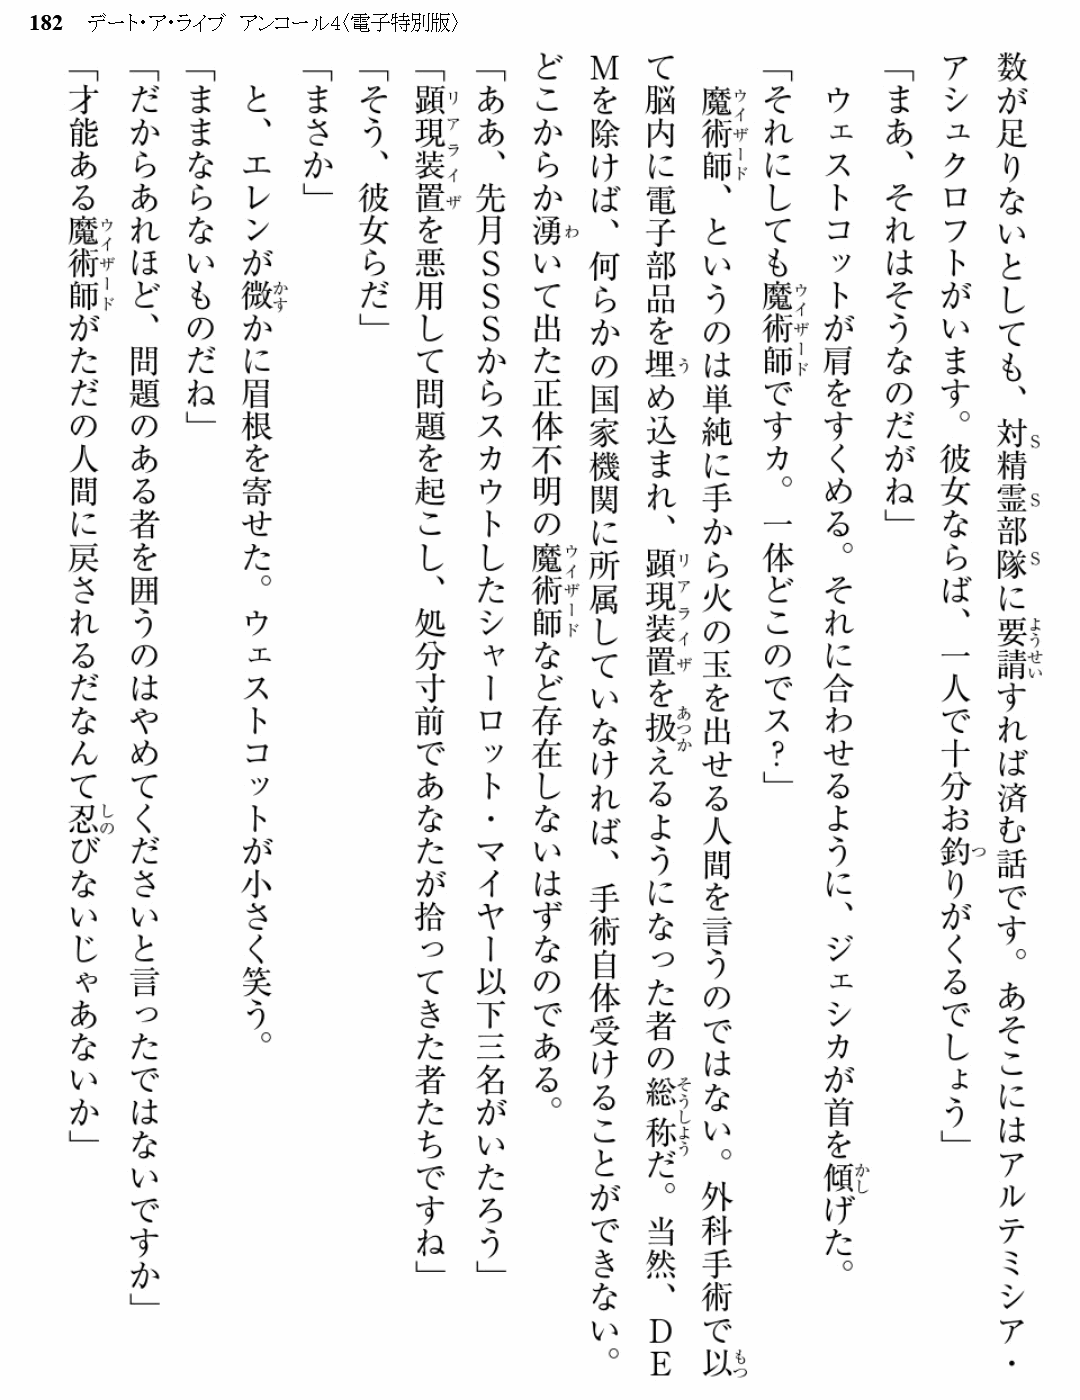 182 デート・ア・ライブ アンコール4〈電子特別版〉
数が足りないとしても、対精霊部隊に要請すれば済む話です。あそこにはアルテミシア・
アシュクロフトがいます。彼女ならば、一人で十分お釣りがくるでしょう」
「まあ、それはそうなのだがね」
ウェストコットが肩をすくめる。それに合わせるように、ジェシカが首を傾げた。
「それにしても魔術師ですカ。一体どこのでス?」
魔術師、というのは単純に手から火の玉を出せる人間を言うのではない。外科手術で以
て脳内に電子部品を埋め込まれ、顕現装置を扱えるようになった者の総称だ。当然、DE
Mを除けば、何らかの国家機関に所属していなければ、手術自体受けることができない。
どこからか湧いて出た正体不明の魔術師など存在しないはずなのである。
「ああ、先月SSSからスカウトしたシャーロット・マイヤー以下三名がいたろう」
「顕現装置を悪用して問題を起こし、処分寸前であなたが拾ってきた者たちですね」
「そう、彼女らだ」
「まさか」
と、エレンが微かに眉根を寄せた。ウェストコットが小さく笑う。
「ままならないものだね」
「だからあれほど、問題のある者を囲うのはやめてくださいと言ったではないですか」
「才能ある魔術師がただの人間に戻されるだなんて忍びないじゃあないか」